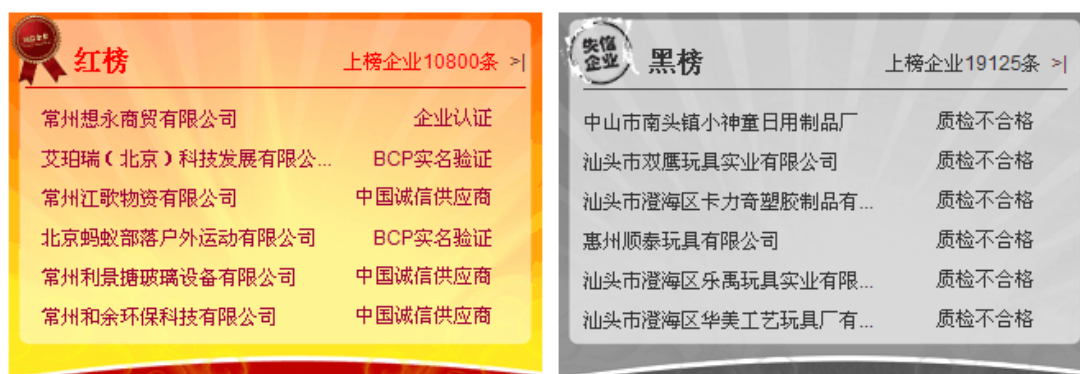 红榜
上榜企业10800条 >|
常州想永商贸有限公司 企业认证
艾珀瑞（北京）科技发展有限公... BCP实名验证
常州江歌物资有限公司 中国诚信供应商
北京蚂蚁部落户外运动有限公司 BCP实名验证
常州利景搪玻璃设备有限公司 中国诚信供应商
常州和余环保科技有限公司 中国诚信供应商
失信
企业
黑榜
上榜企业19125条 >|
中山市南头镇小神童日用制品厂 质检不合格
汕头市双鹰玩具实业有限公司 质检不合格
汕头市澄海区卡力奇塑胶制品有... 质检不合格
惠州顺泰玩具有限公司 质检不合格
汕头市澄海区乐禹玩具实业有限... 质检不合格
汕头市澄海区华美工艺玩具厂有... 质检不合格